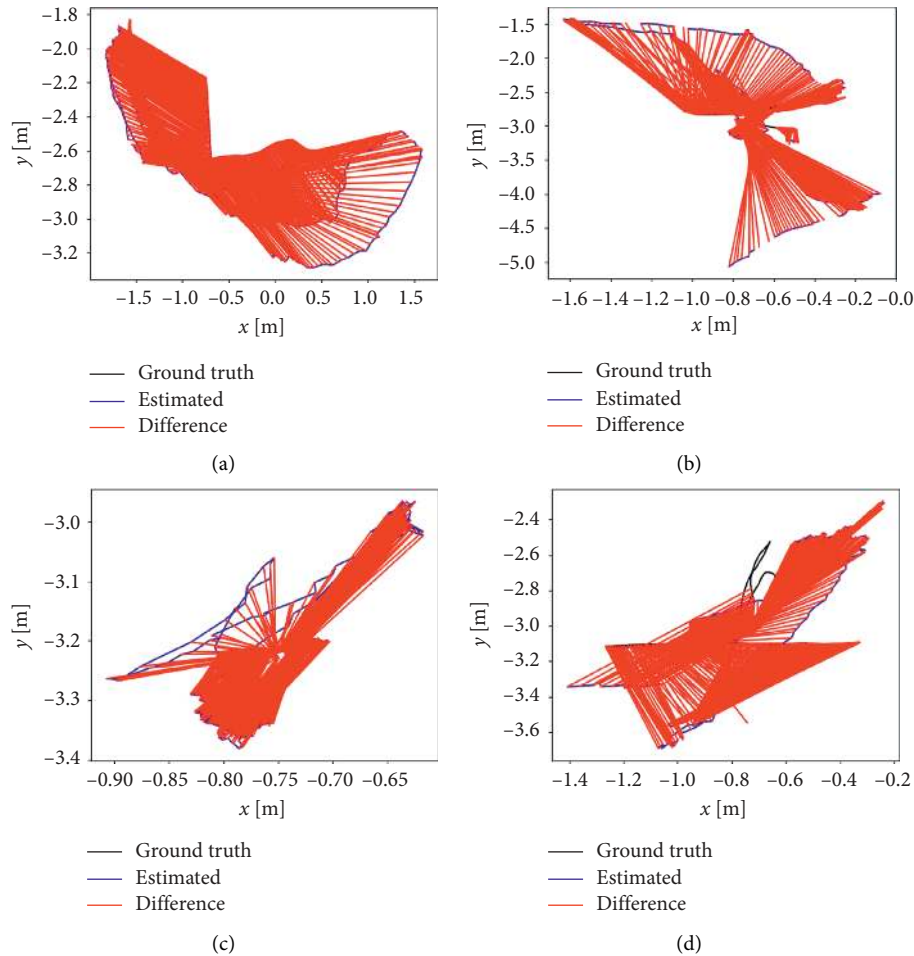 −1.8
−2.0
−2.2
−2.4
−2.6
−2.8
−3.0
−3.2
y [m]
−1.5 −1.0 −0.5 0.0 0.5 1.0 1.5
x [m]
Ground truth
Estimated
Difference
(a)
−1.5
−2.0
−2.5
−3.0
−3.5
−4.0
−4.5
−5.0
y [m]
−1.6 −1.4 −1.2 −1.0 −0.8 −0.6 −0.4 −0.2 −0.0
x [m]
Ground truth
Estimated
Difference
(b)
−3.0
−3.1
−3.2
−3.3
−3.4
y [m]
−0.90 −0.85 −0.80 −0.75 −0.70 −0.65
x [m]
Ground truth
Estimated
Difference
(c)
−2.4
−2.6
−2.8
−3.0
−3.2
−3.4
−3.6
y [m]
−1.4 −1.2 −1.0 −0.8 −0.6 −0.4 −0.2
x [m]
Ground truth
Estimated
Difference
(d)